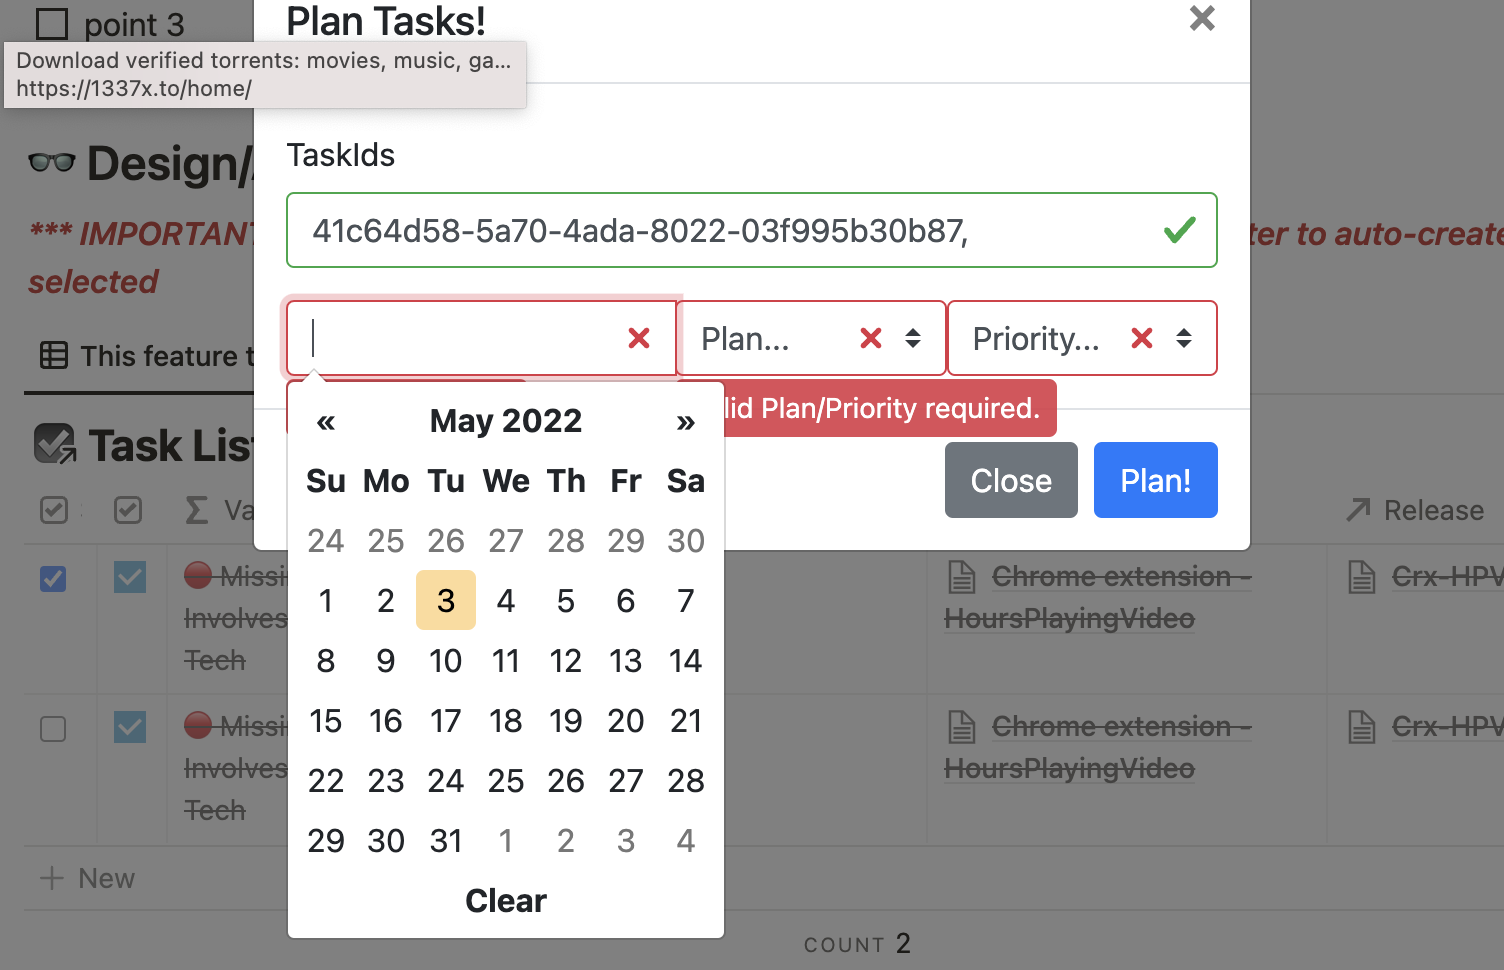 point 3
Plan Tasks!
Download verified torrents: movies, music, ga...
https://1337x.to/home/
TaskIds
41c64d58-5a70-4ada-8022-03f995b30b87,
Design/
*** IMPORTANT
ter to auto-create
selected
Plan...
Priority...
This feature t
lid Plan/Priority required.
« May 2022 »
Su Mo Tu We Th Fr Sa
24 25 26 27 28 29 30
1 2 3 4 5 6 7
8 9 10 11 12 13 14
15 16 17 18 19 20 21
22 23 24 25 26 27 28
29 30 31 1 2 3 4
Clear
Close
Plan!
Task List
Σ Va
Release
Missi
Involves
Tech
Chrome extension -
HoursPlayingVideo
Crx-HPV
Missi
Involves
Tech
Chrome extension -
HoursPlayingVideo
Crx-HPV
+ New
COUNT 2